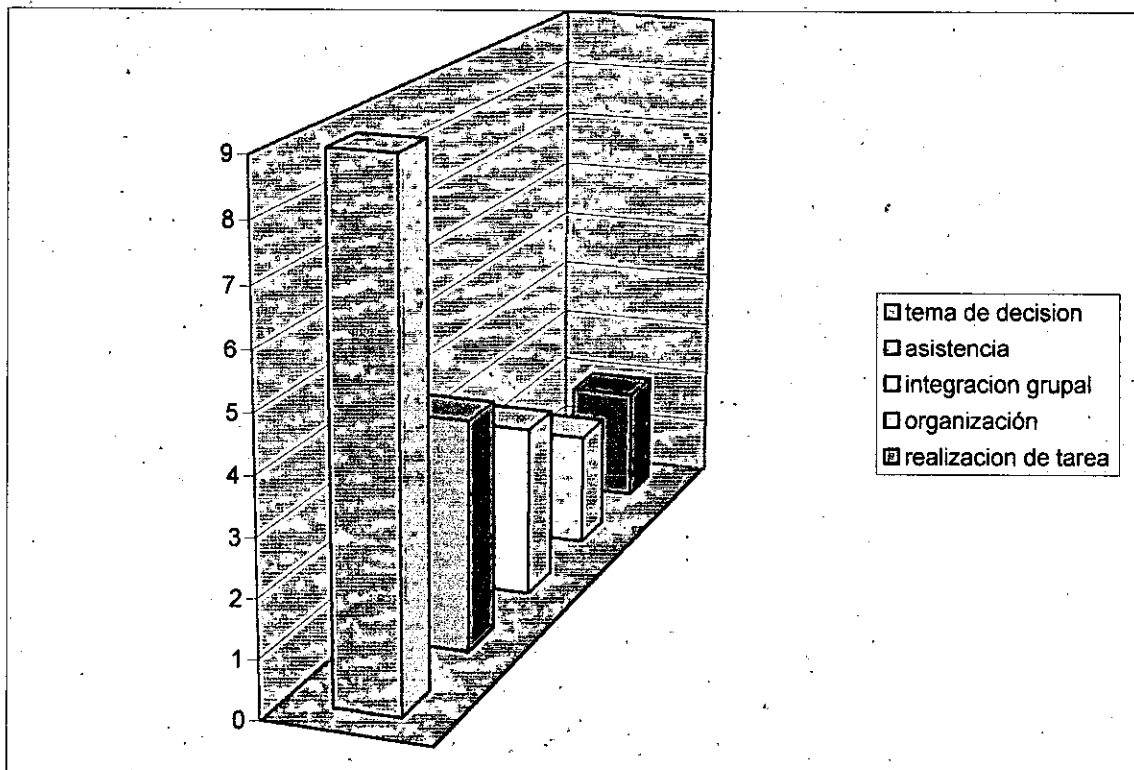 9
8
7
6
5
4
3
2
1
0
tema de decision
asistencia
integracion grupal
organización
realizacion de tarea